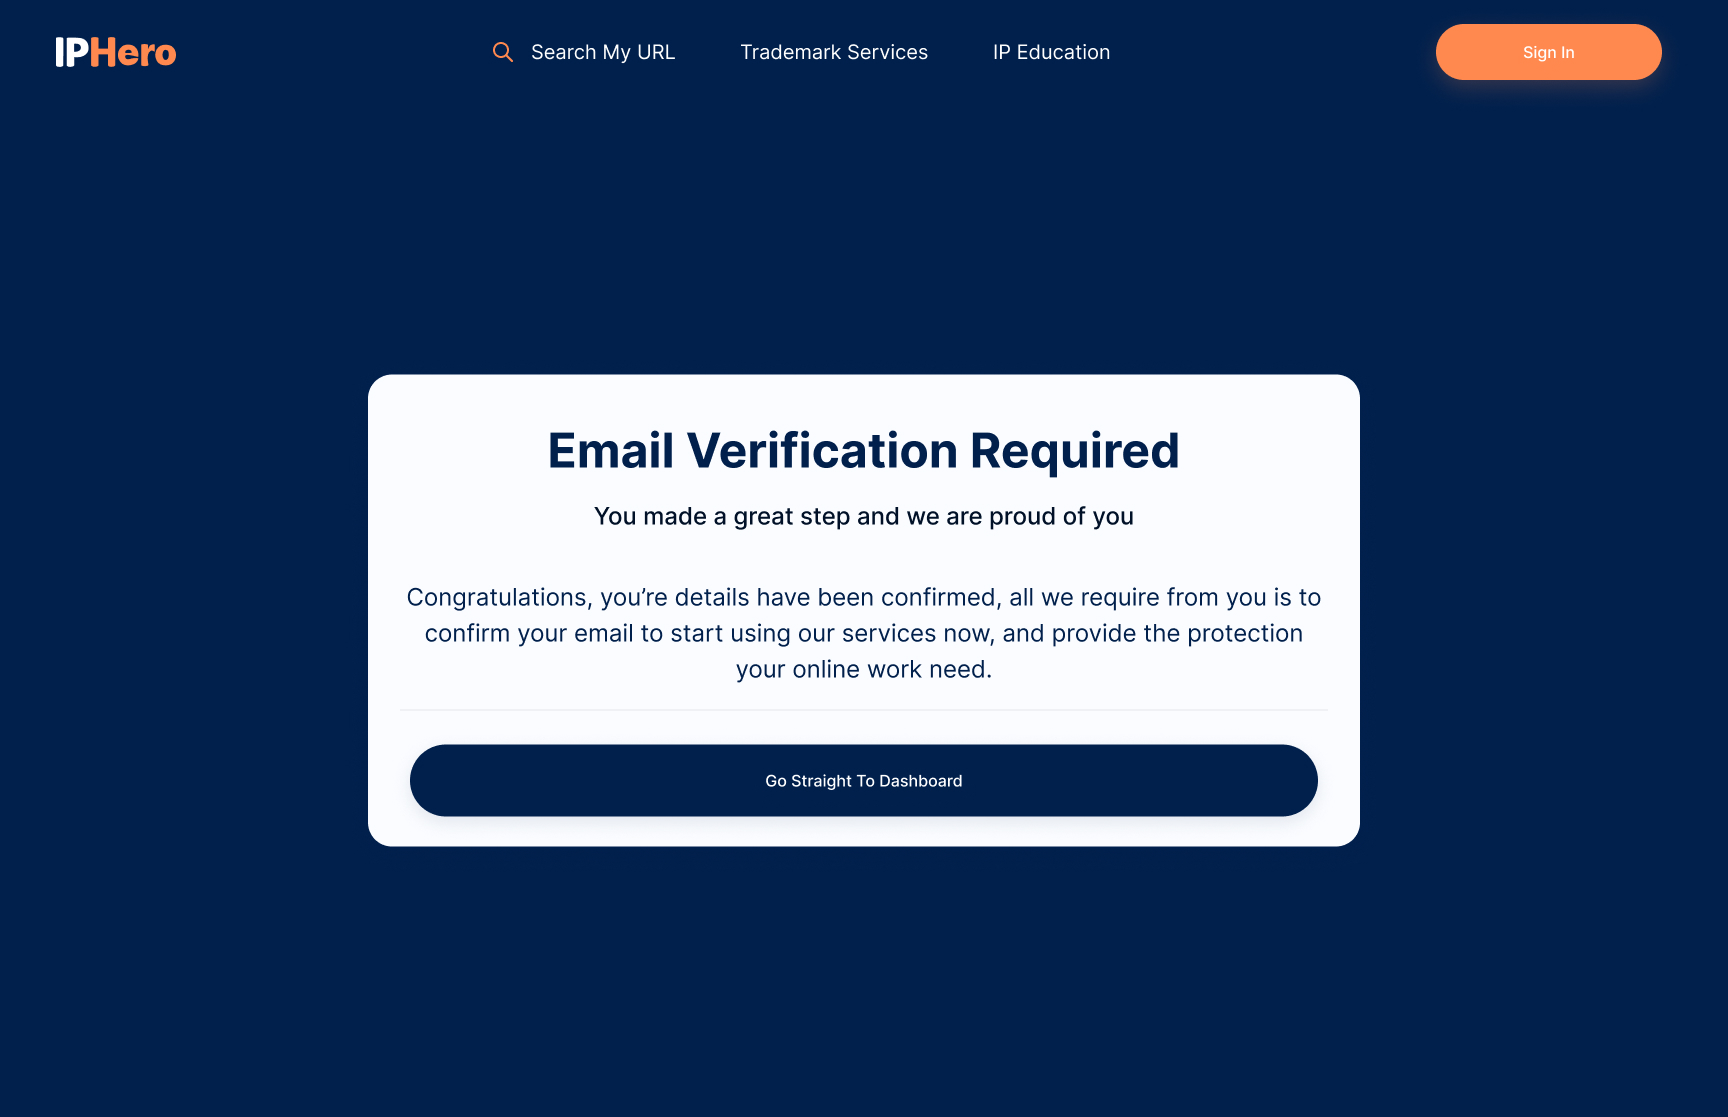 IPHero
Search My URL
Trademark Services
IP Education
Sign In
Email Verification Required
You made a great step and we are proud of you
Congratulations, you’re details have been confirmed, all we require from you is to
confirm your email to start using our services now, and provide the protection
your online work need.
Go Straight To Dashboard